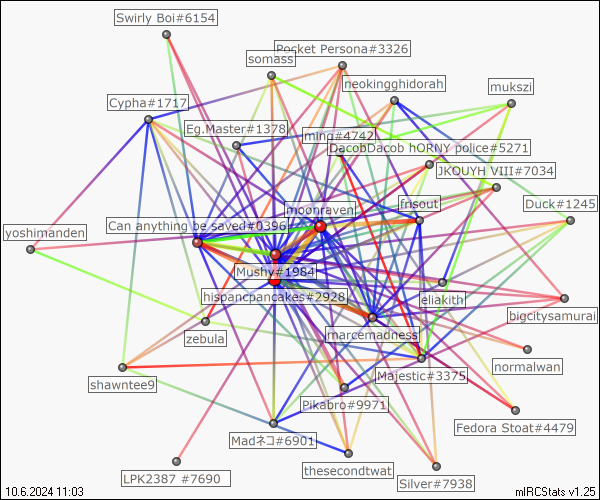 Swirly Boi#6154
Pocket Persona#3326
somass
neokingghidorah
mukszi
Cypha#1717
Eg.Master#1378
ming#4742
DacobDacob hORNY police#5271
JKOUYH VIII#7034
moonraven
frisout
Duck#1245
Can anything be saved#0396
yoshimanden
Mushy#1984
hispancpancakes#2928
eliakith
bigcitysamurai
zebula
marcemadness
normalwan
shawntee9
Majestic#3375
Pikabro#9971
Fedora Stoat#4479
Madネコ#6901
LPK2387 #7690
thesecondtwat
Silver#7938
10.6.2024 11:03
mIRCStats v1.25